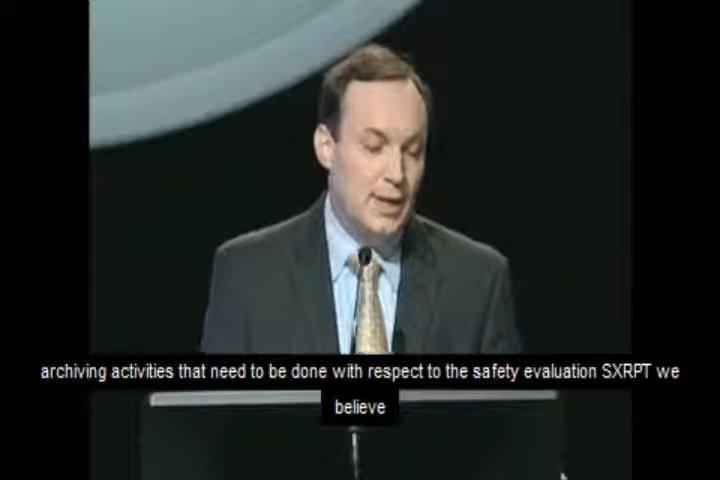 archiving activities that need to be done with respect to the safety evaluation SXRPT we
believe